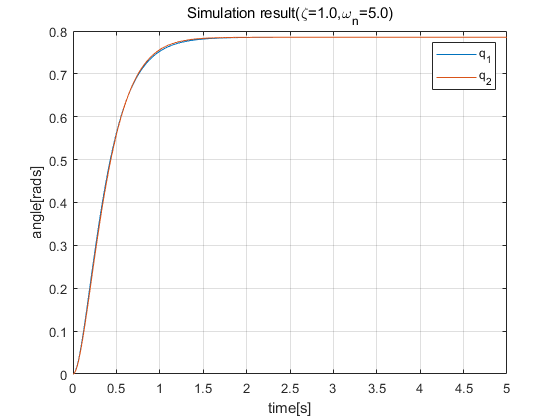 Simulation result(ζ=1.0,ω_n=5.0)
0.8
0.7
0.6
0.5
0.4
0.3
0.2
0.1
0
angle[rads]
q_1
q_2
0 0.5 1 1.5 2 2.5 3 3.5 4 4.5 5
time[s]